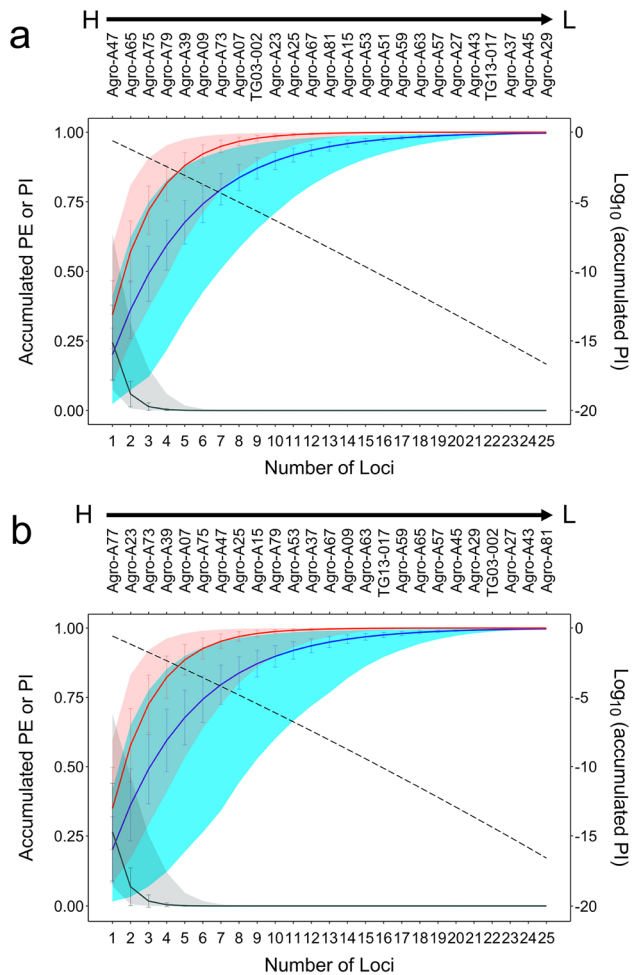 a
H L
Agro-A47
Agro-A65
Agro-A75
Agro-A79
Agro-A39
Agro-A09
Agro-A73
Agro-A07
TG03-002
Agro-A23
Agro-A25
Agro-A67
Agro-A81
Agro-A15
Agro-A53
Agro-A51
Agro-A59
Agro-A63
Agro-A57
Agro-A27
Agro-A43
TG13-017
Agro-A37
Agro-A45
Agro-A29
Accumulated PE or PI
1.00
0.75
0.50
0.25
0.00
0
-5
-10
-15
-20
Log10 (accumulated PI)
1 2 3 4 5 6 7 8 9 10 11 12 13 14 15 16 17 18 19 20 21 22 23 24 25
Number of Loci
b
H L
Agro-A77
Agro-A23
Agro-A73
Agro-A39
Agro-A07
Agro-A75
Agro-A47
Agro-A25
Agro-A15
Agro-A79
Agro-A53
Agro-A37
Agro-A67
Agro-A09
Agro-A63
TG13-017
Agro-A59
Agro-A65
Agro-A57
Agro-A45
Agro-A29
TG03-002
Agro-A27
Agro-A43
Agro-A81
Accumulated PE or PI
1.00
0.75
0.50
0.25
0.00
0
-5
-10
-15
-20
Log10 (accumulated PI)
1 2 3 4 5 6 7 8 9 10 11 12 13 14 15 16 17 18 19 20 21 22 23 24 25
Number of Loci